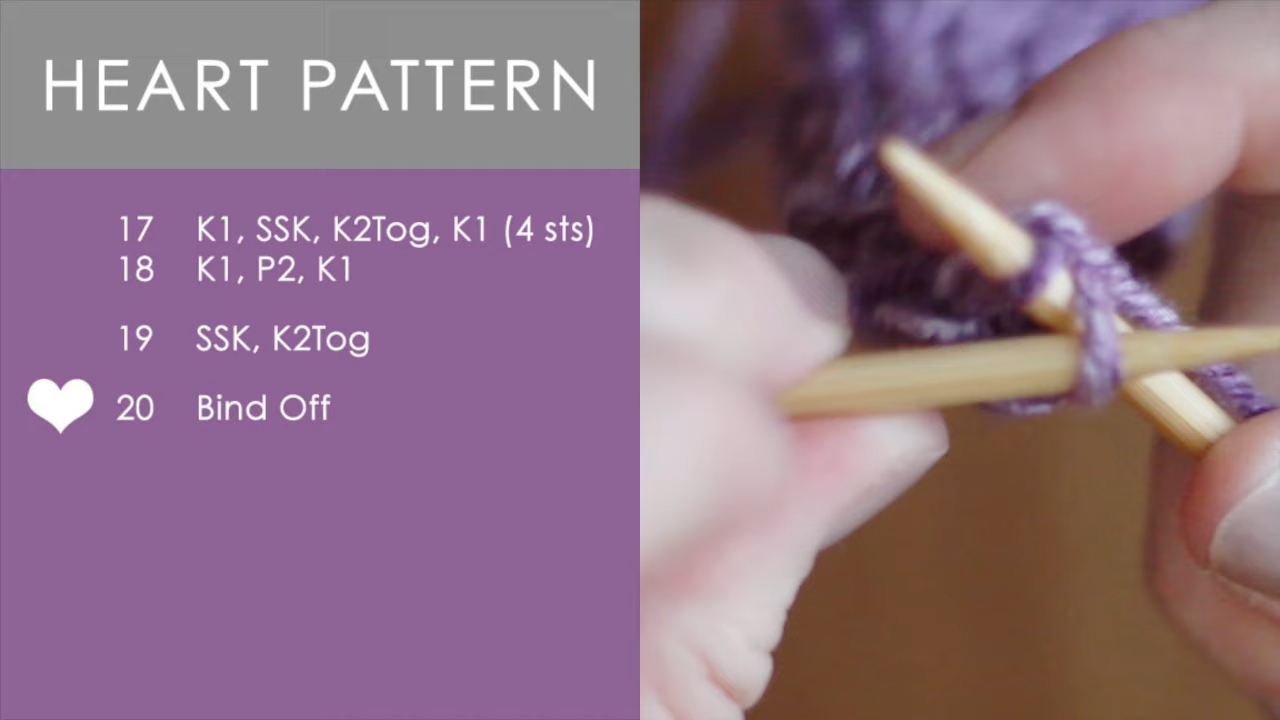 HEART PATTERN
17 K1, SSK, K2Tog, K1 (4 sts)
18 K1, P2, K1
19 SSK, K2Tog
20 Bind Off